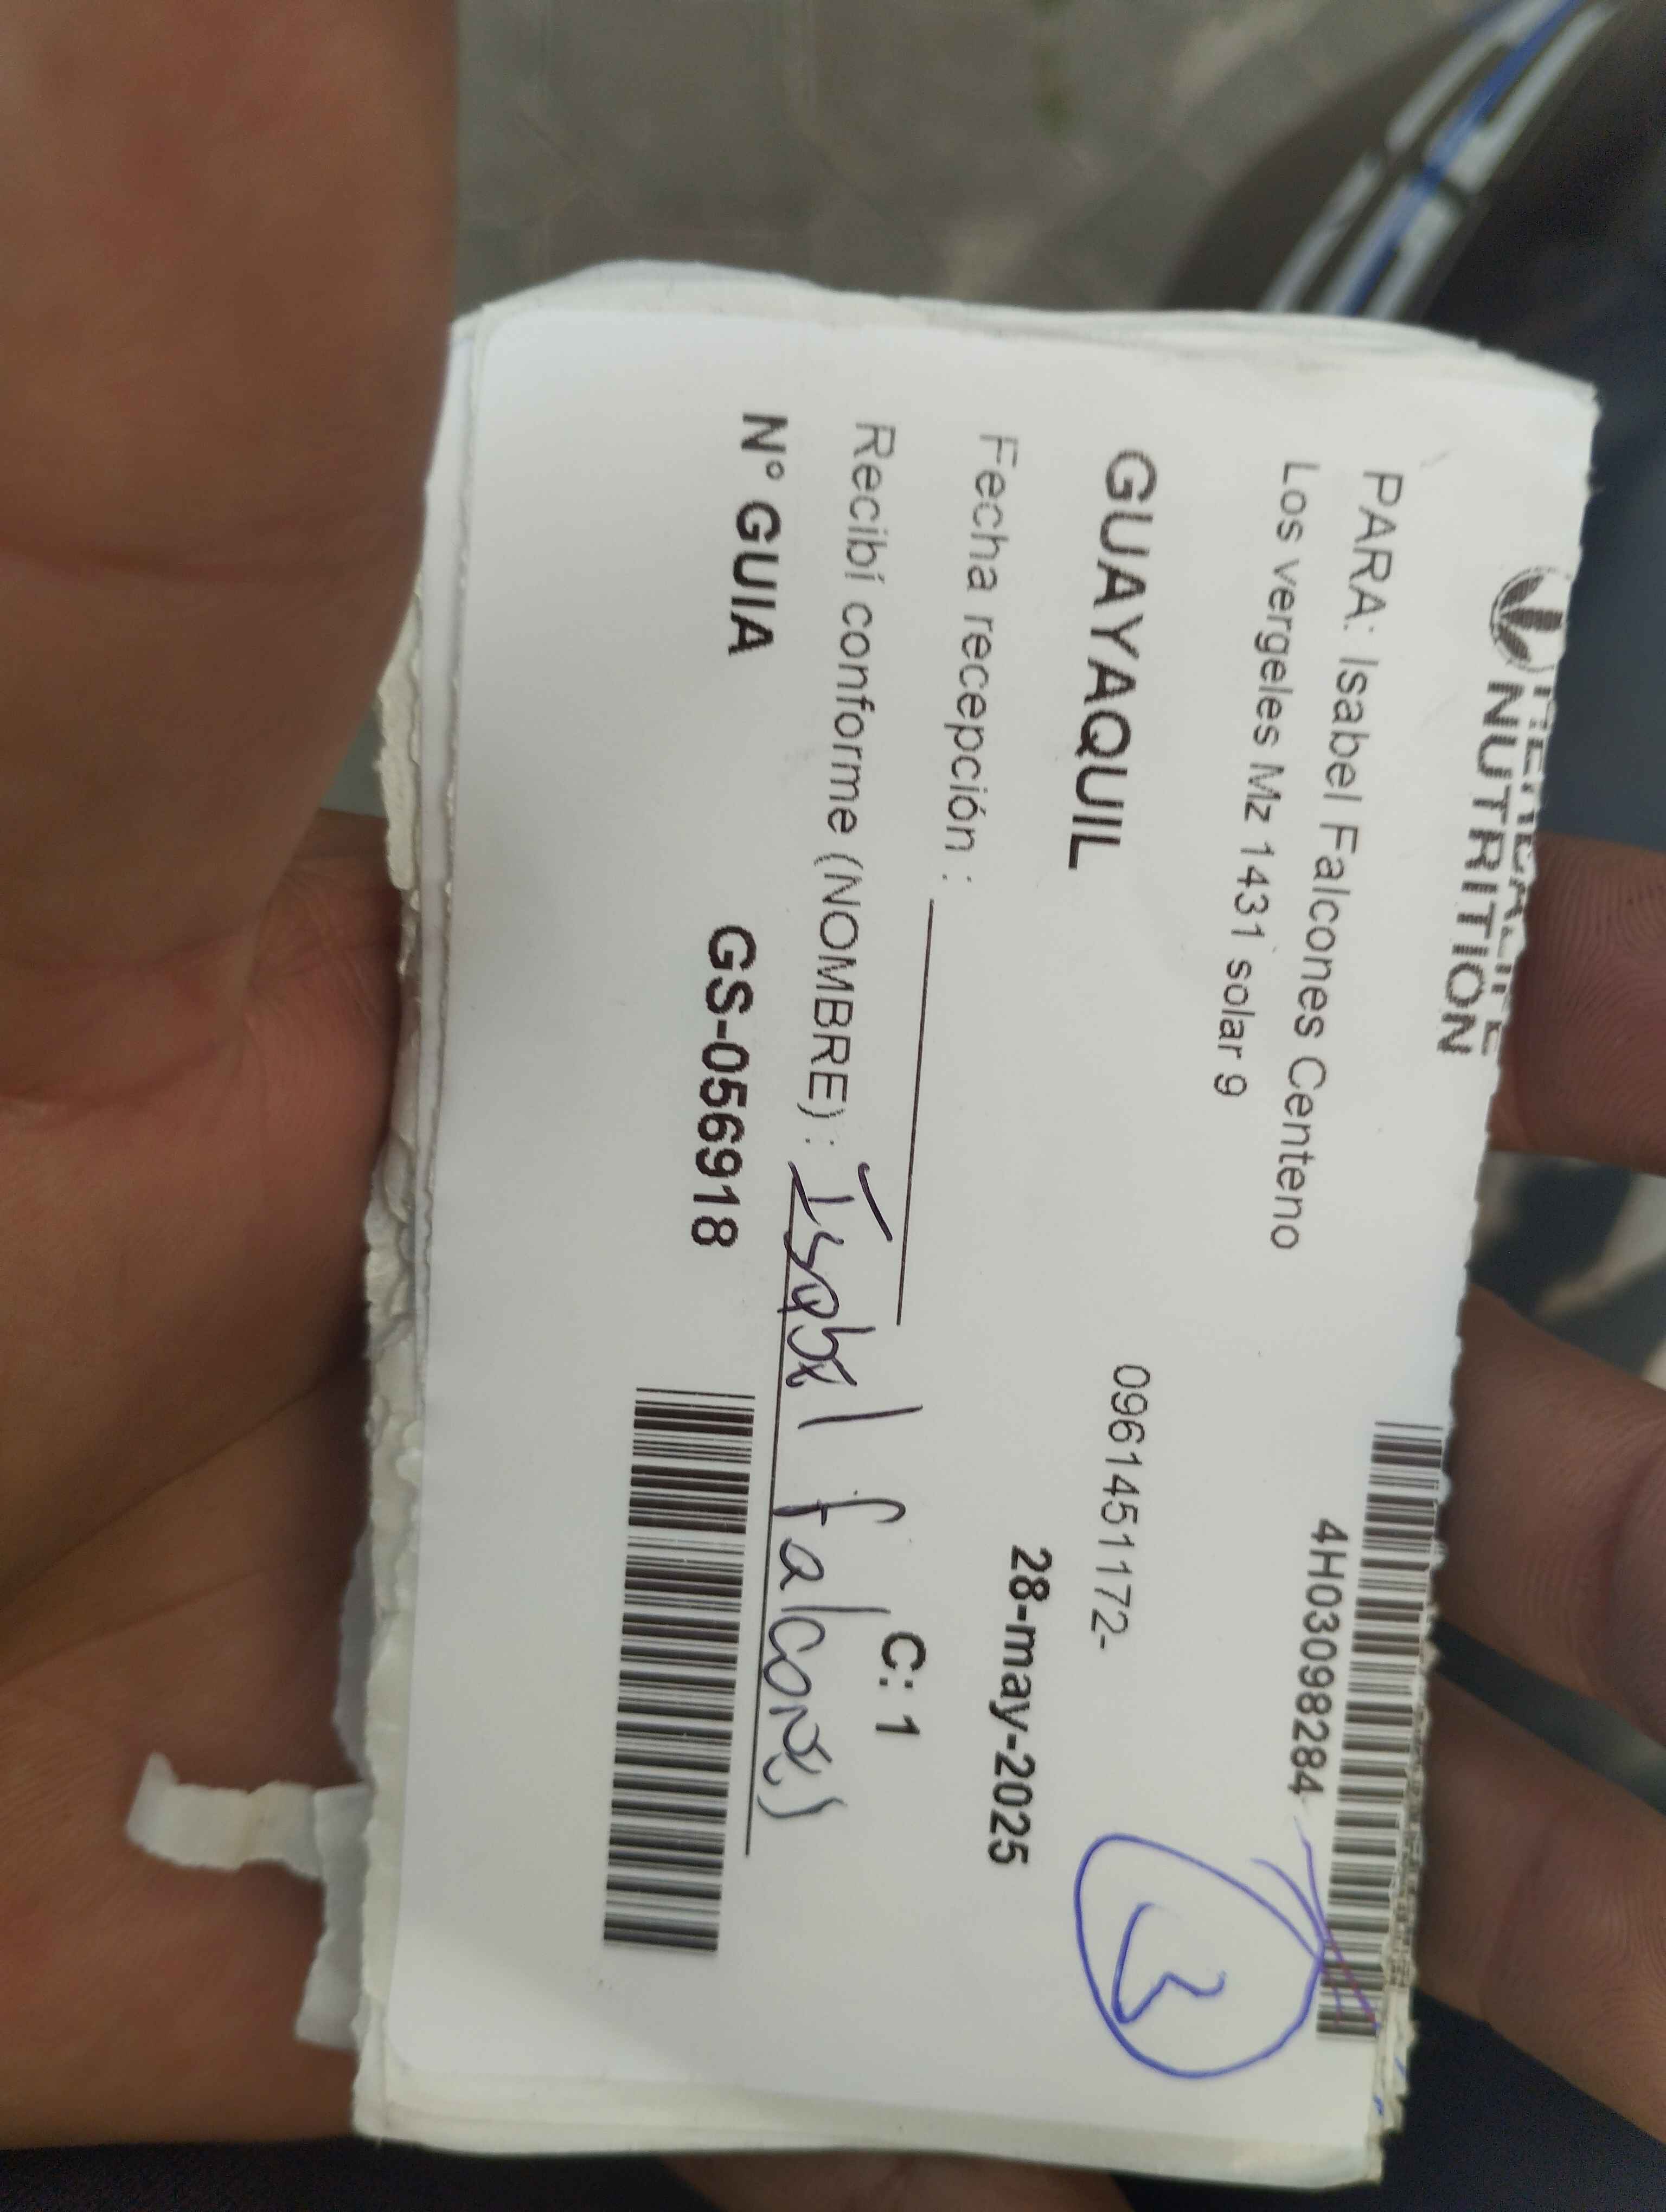 HERBALIFE
NUTRITION
4H03098284
PARA: Isabel Falcones Centeno
Los vergeles Mz 1431 solar 9
3
GUAYAQUIL 0961451172-
28-may-2025
Fecha recepción :
C: 1
Recibí conforme (NOMBRE) : Isabel falcones
N° GUIA GS-056918